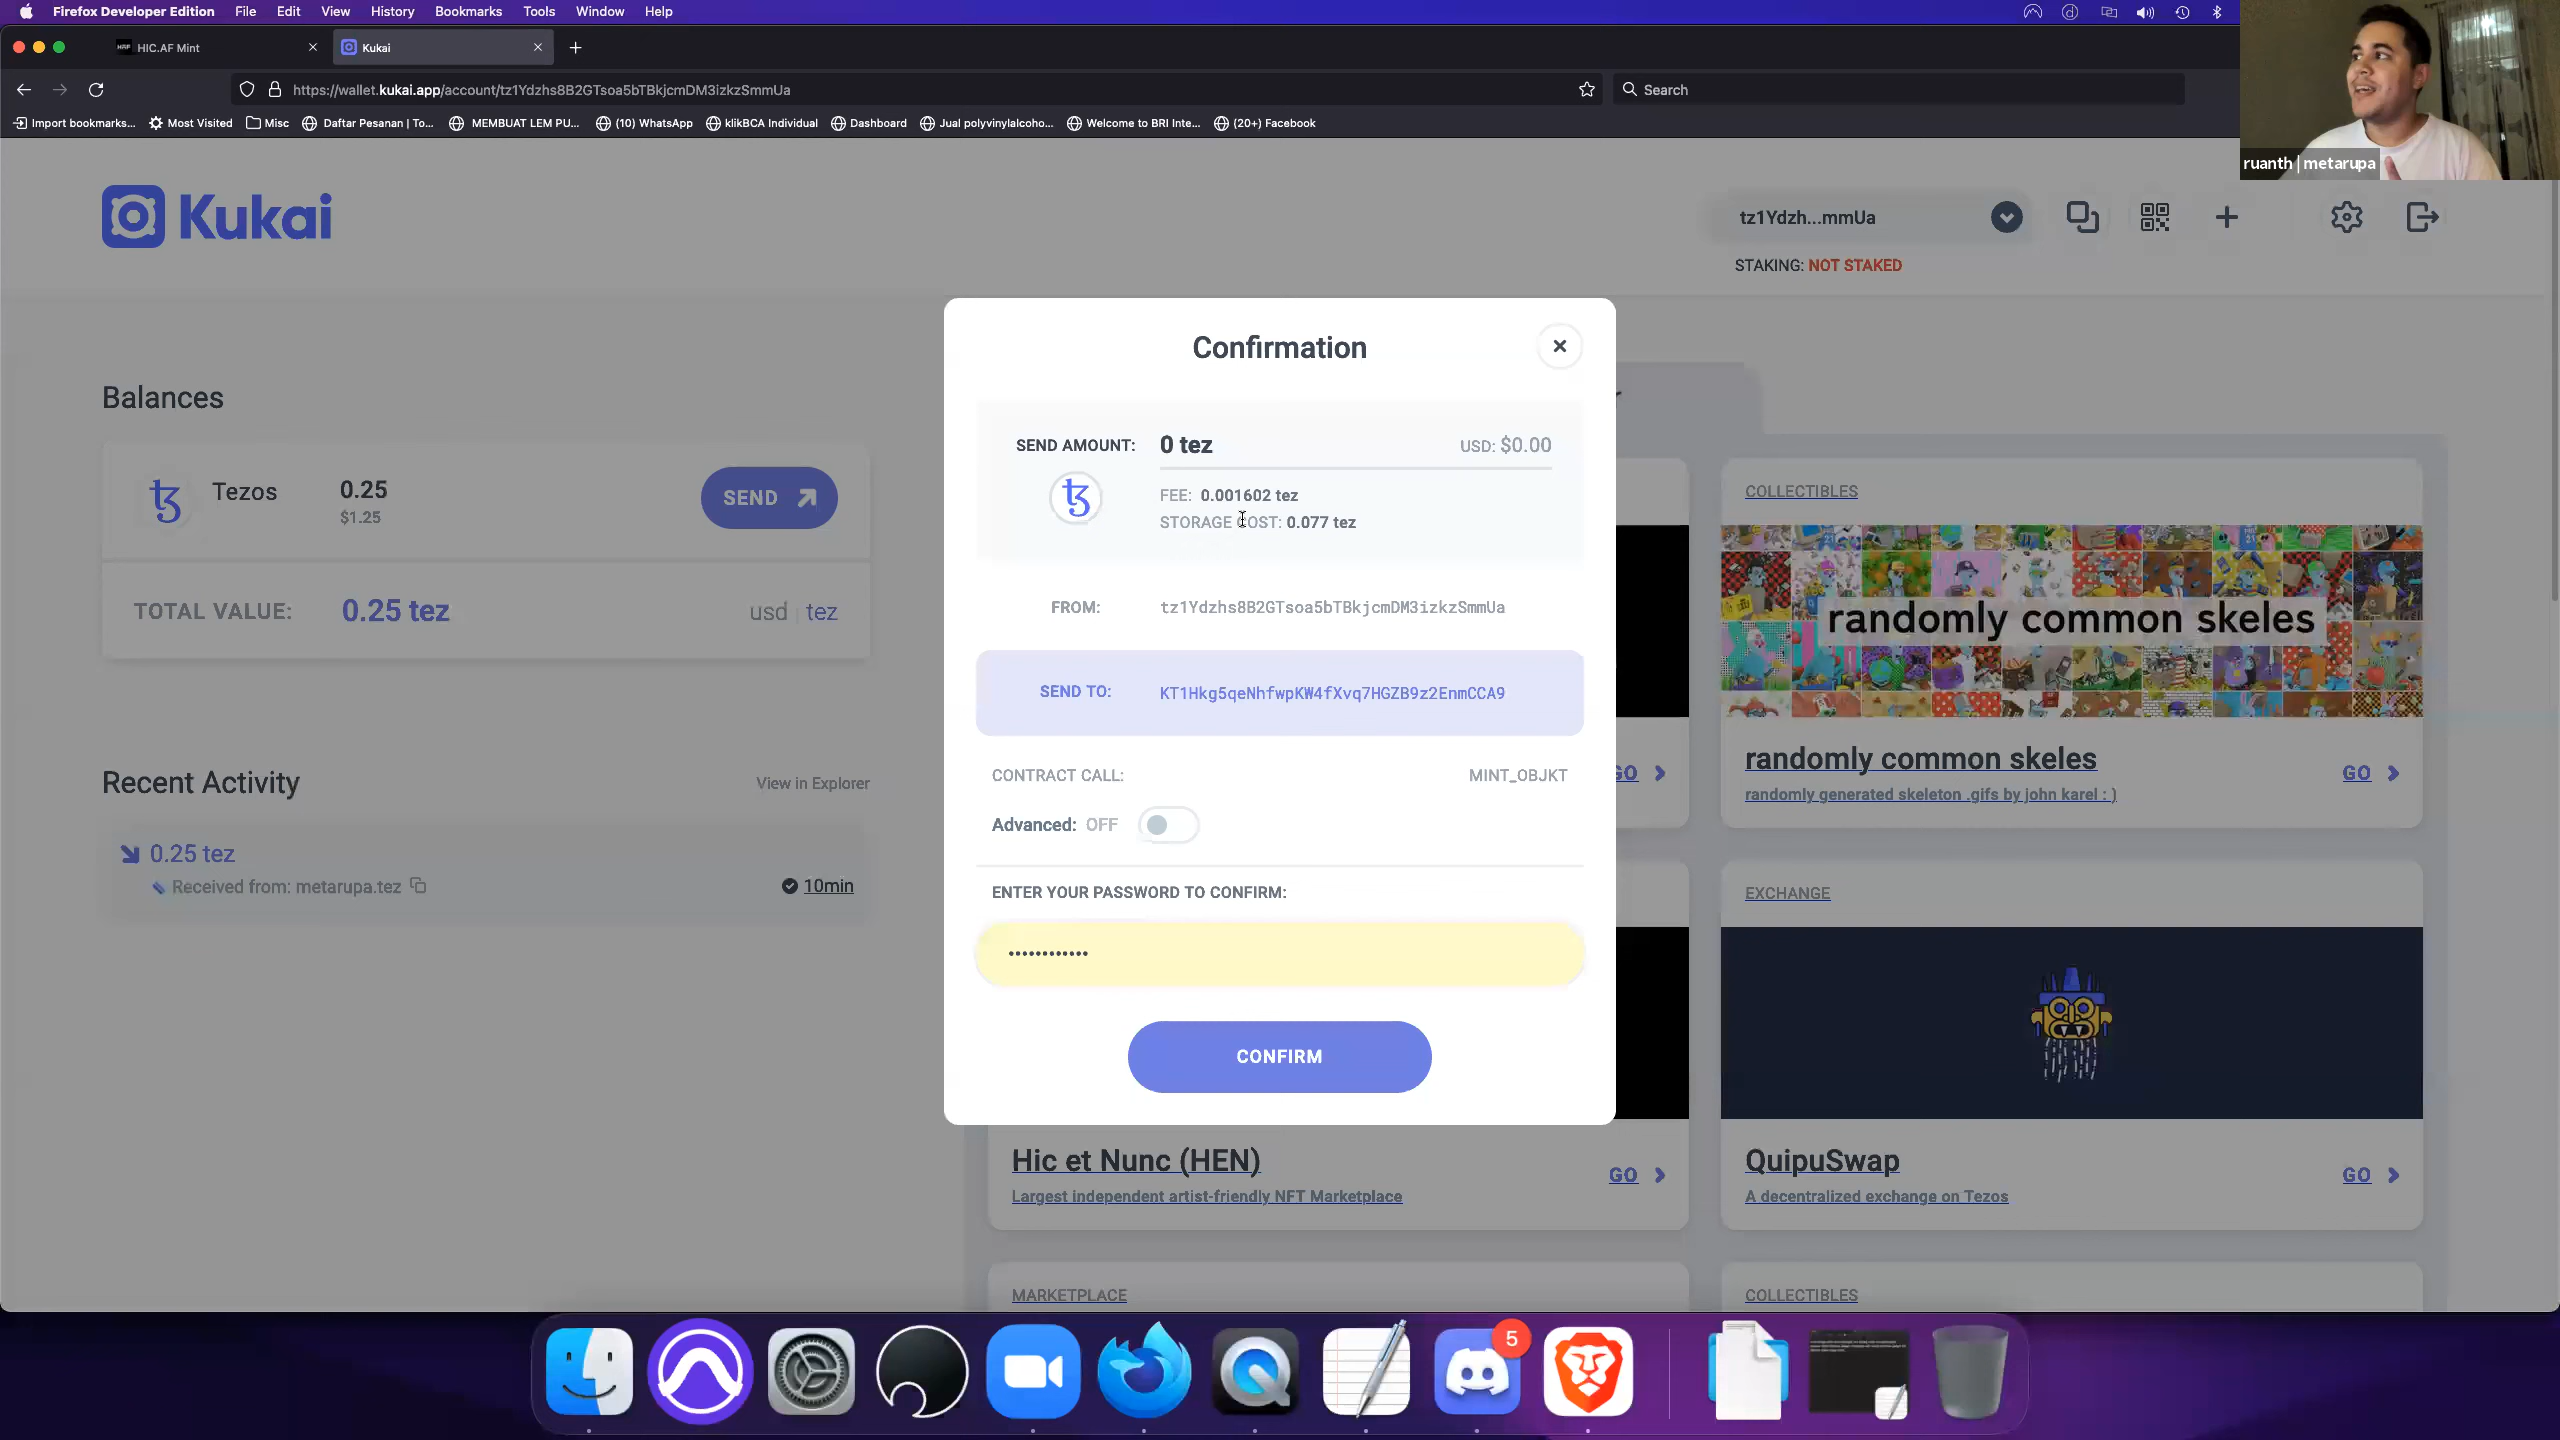 Firefox Developer Edition File Edit View History Bookmarks Tools Window Help
HIC.AF Mint
Kukai
https://wallet.kukai.app/account/tz1Ydzhs8B2GTsoa5bTBkjcmDM3izkzSmmUa
Search
Import bookmarks... Most Visited Misc Daftar Pesanan | To... MEMBUAT LEM PU... (10) WhatsApp klikBCA Individual Dashboard Jual polyvinylalcoho... Welcome to BRI Inte... (20+) Facebook
ruanth | metarupa
Kukai
tz1Ydzh...mmUa
STAKING: NOT STAKED
Balances
Tezos
0.25
$1.25
SEND
TOTAL VALUE: 0.25 tez
usd | tez
Recent Activity
View in Explorer
0.25 tez
Received from: metarupa.tez
10min
Confirmation
SEND AMOUNT: 0 tez
USD: $0.00
FEE: 0.001602 tez
STORAGE COST: 0.077 tez
FROM: tz1Ydzhs8B2GTsoa5bTBkjcmDM3izkzSmmUa
SEND TO: KT1Hkg5qeNhfwpKW4fXvq7HGZB9z2EnmCCA9
CONTRACT CALL: MINT_OBJKT
Advanced: OFF
ENTER YOUR PASSWORD TO CONFIRM:
CONFIRM
COLLECTIBLES
randomly common skeles
GO
randomly common skeles
GO
randomly generated skeleton .gifs by john karel : )
EXCHANGE
Hic et Nunc (HEN)
GO
Largest independent artist-friendly NFT Marketplace
QuipuSwap
GO
A decentralized exchange on Tezos
MARKETPLACE
COLLECTIBLES
5